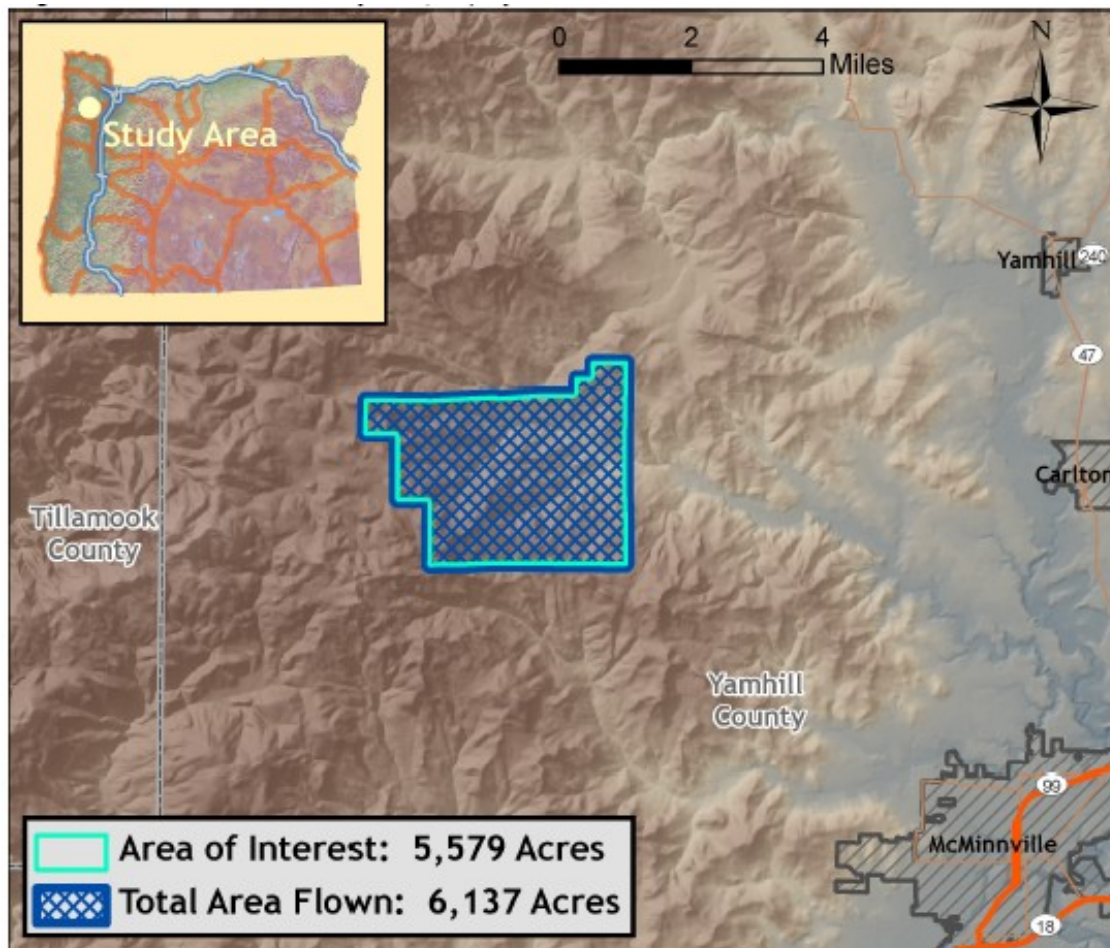 Study Area
0 2 4
Miles
N
Yamhill
240
47
Carlton
Tillamook
County
Yamhill
County
99
McMinnville
18
Area of Interest: 5,579 Acres
Total Area Flown: 6,137 Acres